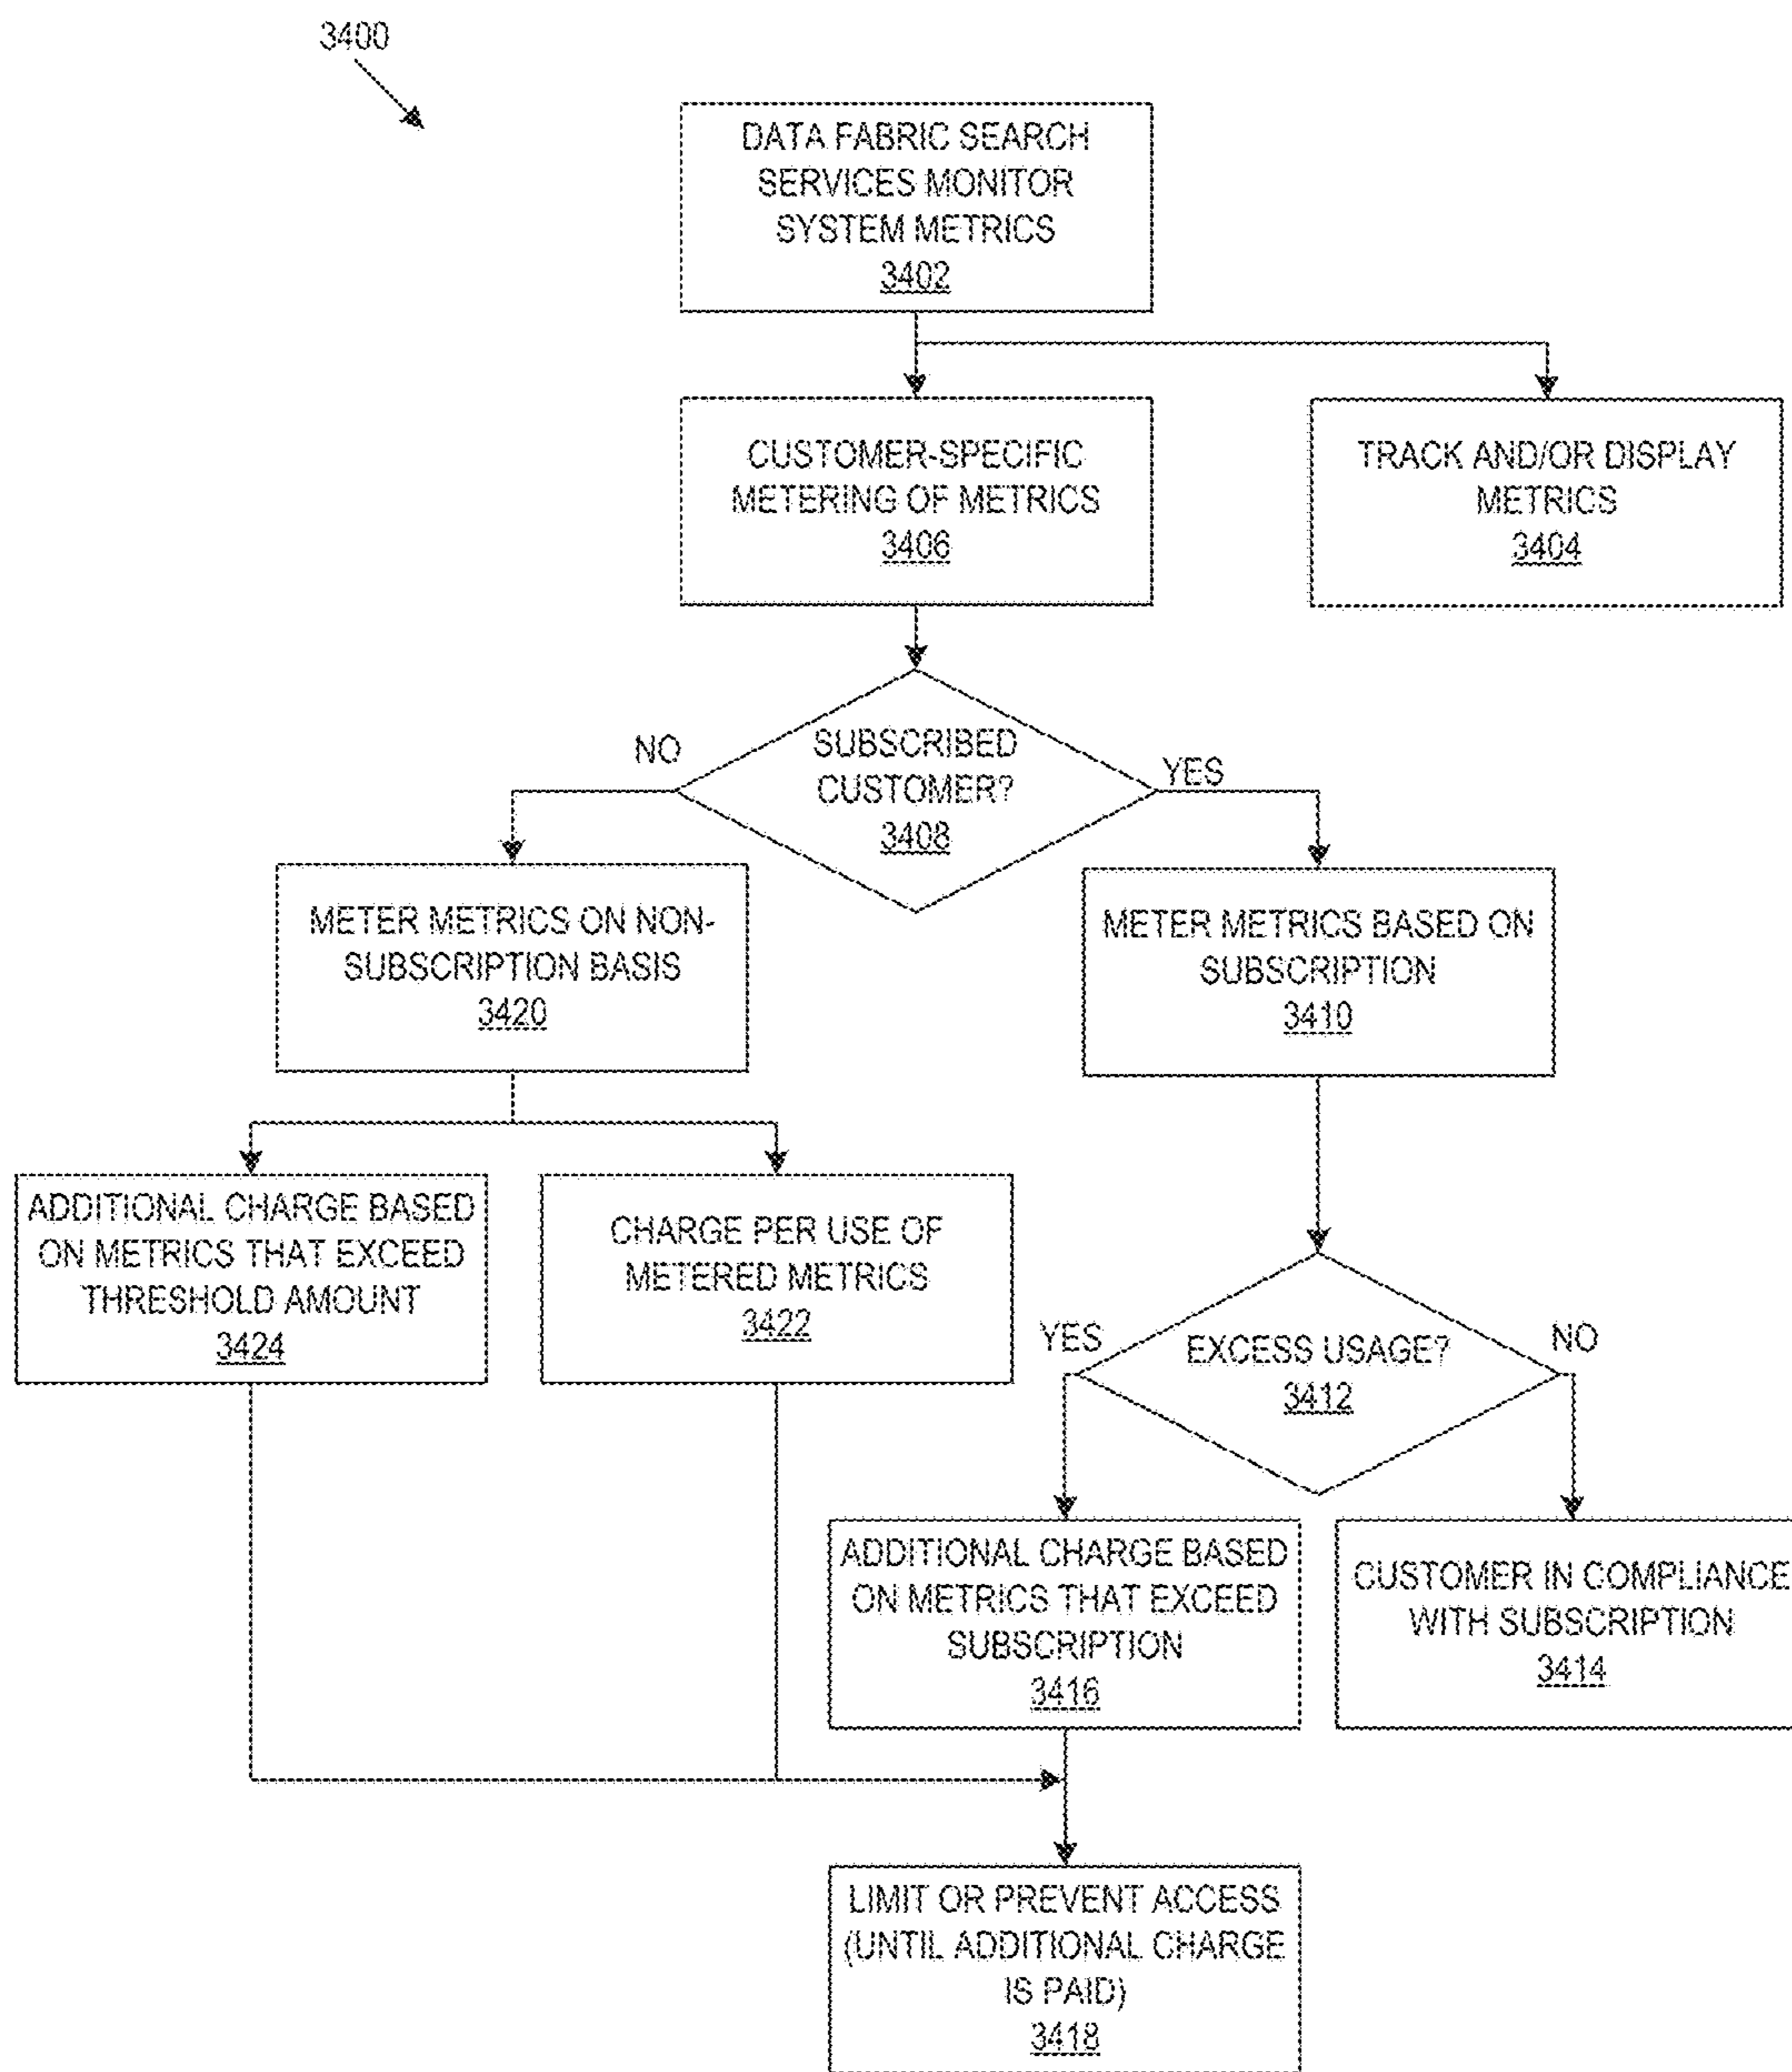 3400
DATA FABRIC SEARCH
SERVICES MONITOR
SYSTEM METRICS
3402
CUSTOMER-SPECIFIC
METERING OF METRICS
3406
TRACK AND/OR DISPLAY
METRICS
3404
SUBSCRIBED
CUSTOMER?
3408
NO
YES
METER METRICS ON NON-
SUBSCRIPTION BASIS
3420
METER METRICS BASED ON
SUBSCRIPTION
3410
ADDITIONAL CHARGE BASED
ON METRICS THAT EXCEED
THRESHOLD AMOUNT
3424
CHARGE PER USE OF
METERED METRICS
3422
EXCESS USAGE?
3412
YES
NO
ADDITIONAL CHARGE BASED
ON METRICS THAT EXCEED
SUBSCRIPTION
3416
CUSTOMER IN COMPLIANCE
WITH SUBSCRIPTION
3414
LIMIT OR PREVENT ACCESS
(UNTIL ADDITIONAL CHARGE
IS PAID)
3418